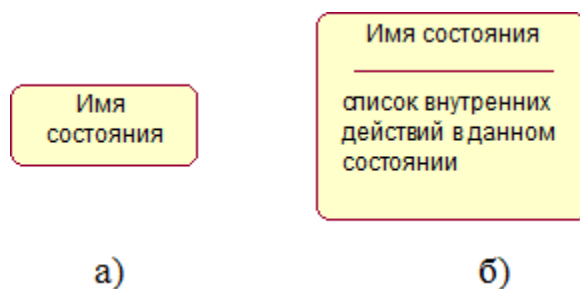 Имя
состояния
Имя состояния
список внутренних
действий в данном
состоянии
а)
б)